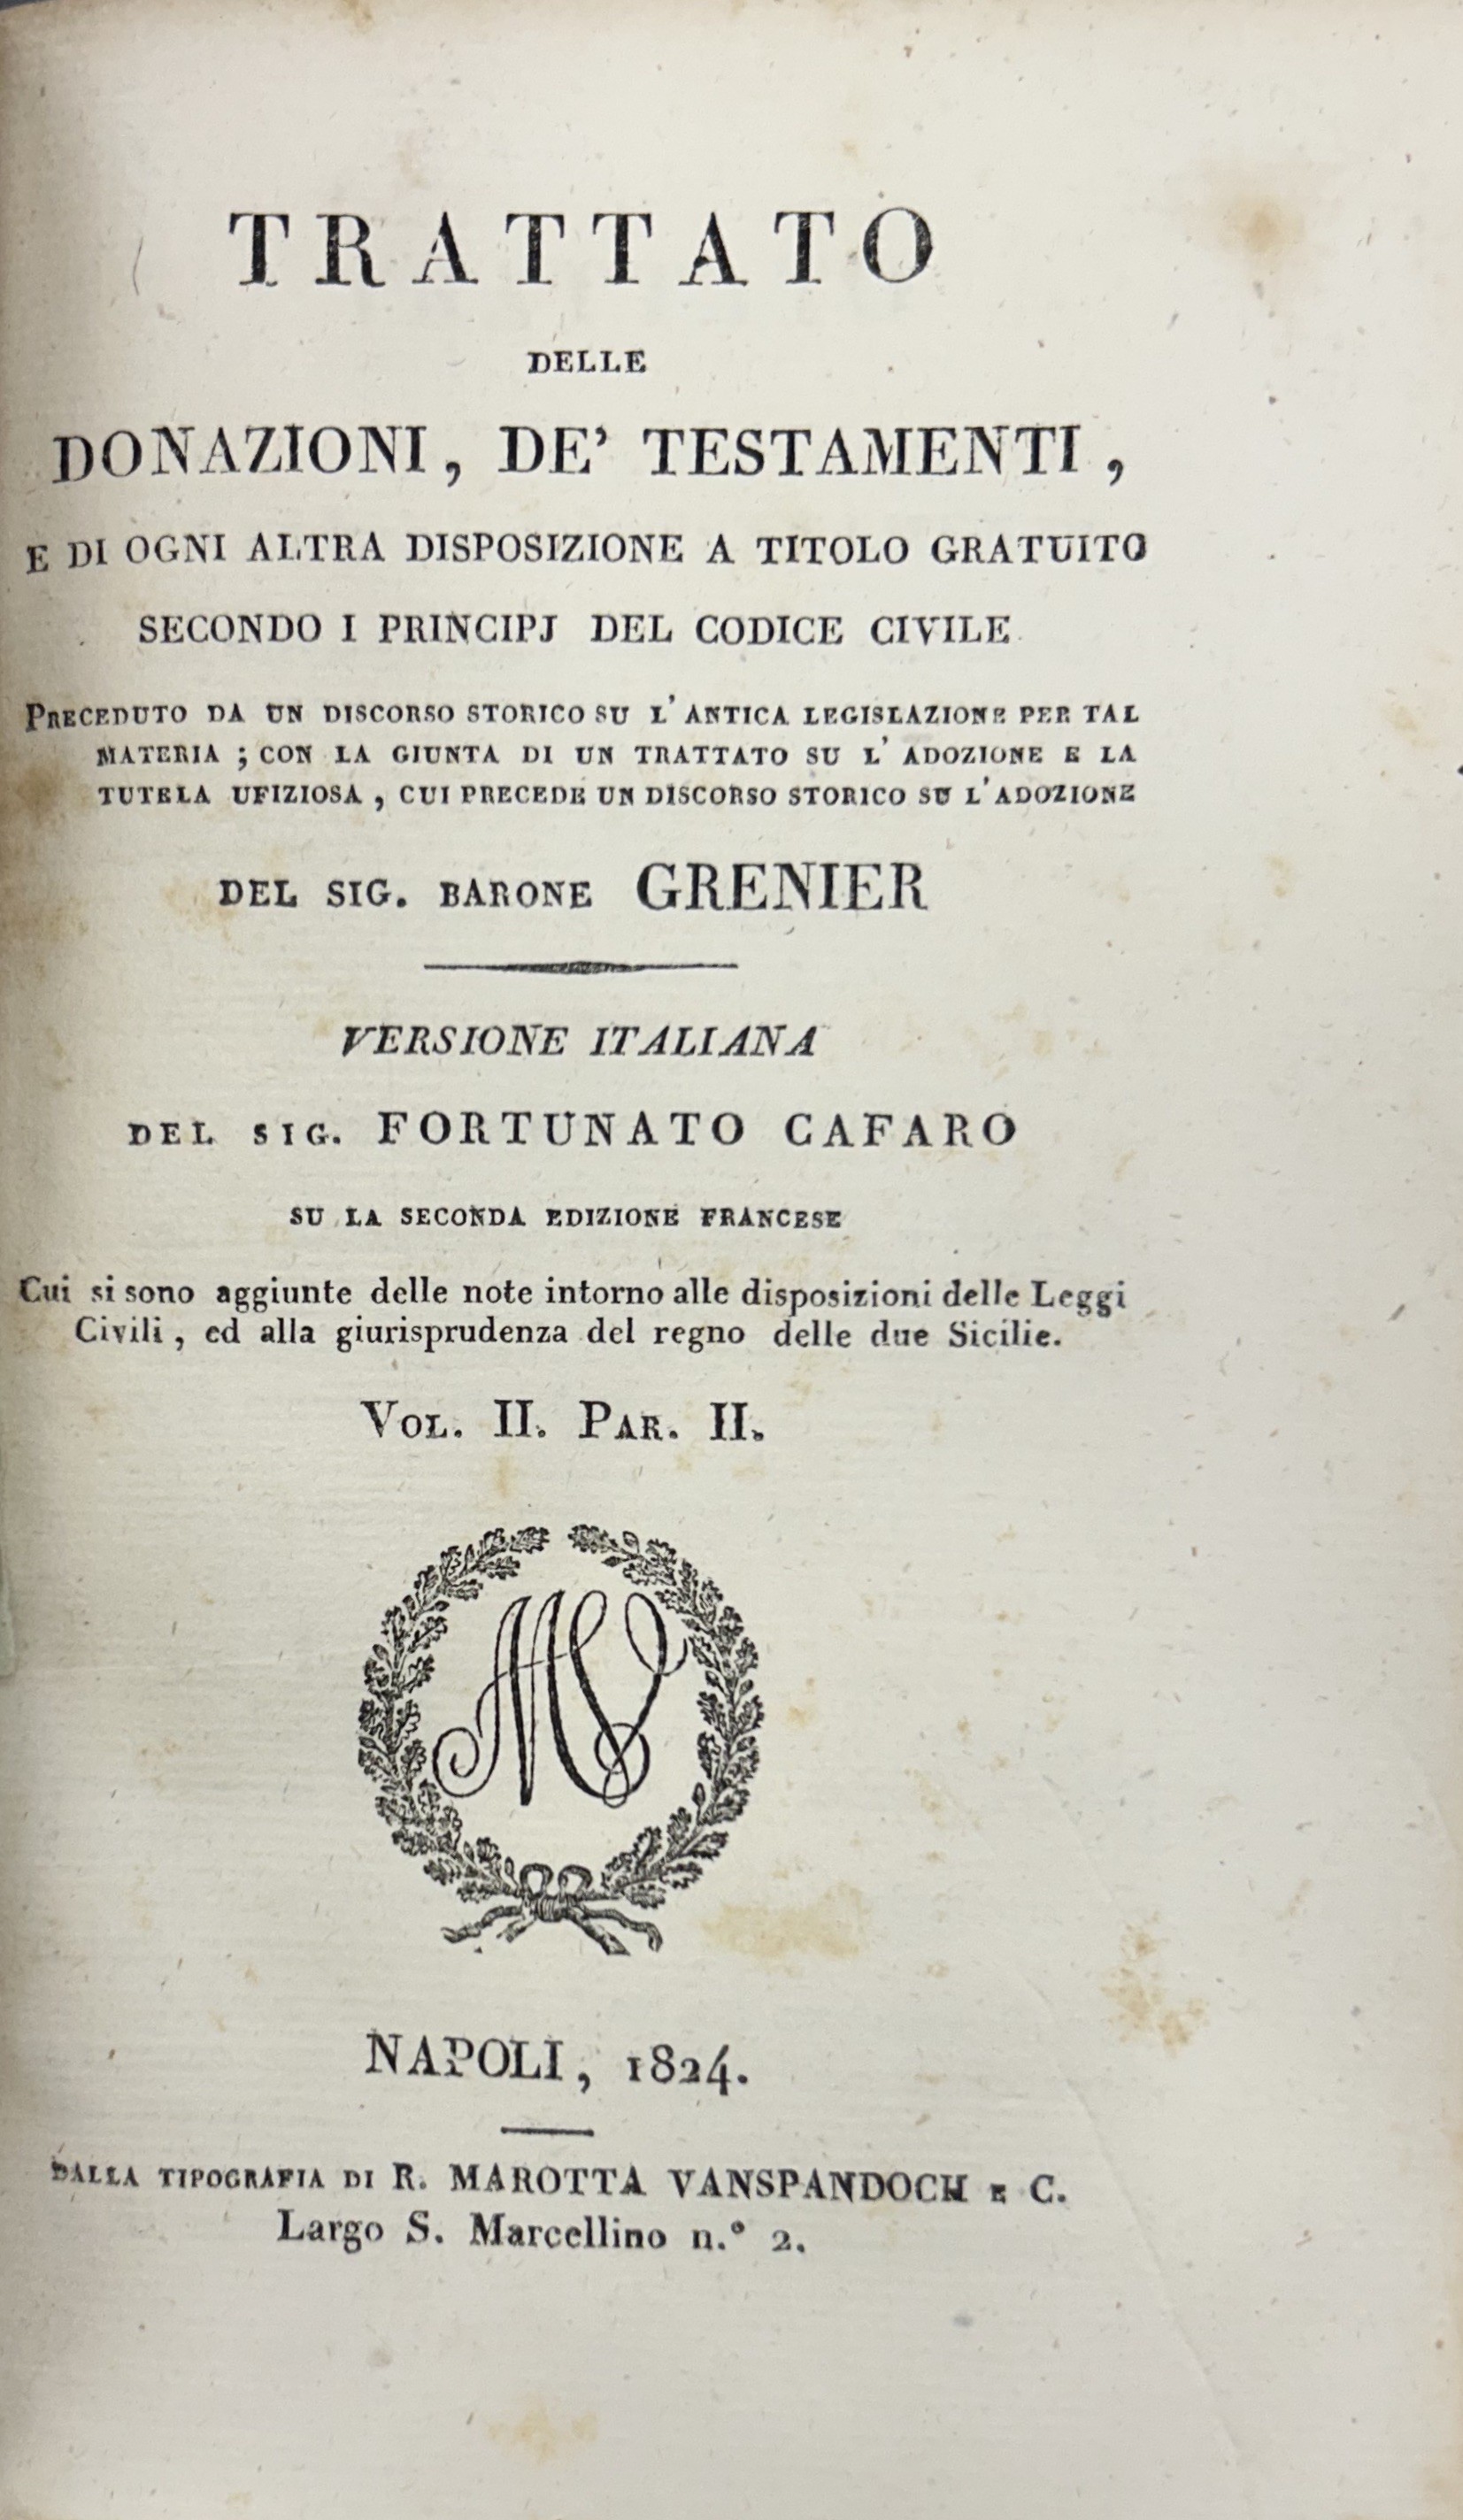 TRATTATO
DELLE
DONAZIONI, DE' TESTAMENTI,
E DI OGNI ALTRA DISPOSIZIONE A TITOLO GRATUITO
SECONDO I PRINCIPJ DEL CODICE CIVILE
PRECEDUTO DA UN DISCORSO STORICO SU L'ANTICA LEGISLAZIONE PER TAL
MATERIA; CON LA GIUNTA DI UN TRATTATO SU L'ADOZIONE E LA
TUTELA UFIZIOSA, CUI PRECEDE UN DISCORSO STORICO SU L'ADOZIONE
DEL SIG. BARONE GRENIER
VERSIONE ITALIANA
DEL SIG. FORTUNATO CAFARO
SU LA SECONDA EDIZIONE FRANCESE
Cui si sono aggiunte delle note intorno alle disposizioni delle Leggi
Civili, ed alla giurisprudenza del regno delle due Sicilie.
VOL. II. PAR. II.
NAPOLI, 1824.
DALLA TIPOGRAFIA DI R. MAROTTA VANSPANDOCH E C.
Largo S. Marcellino n.° 2.